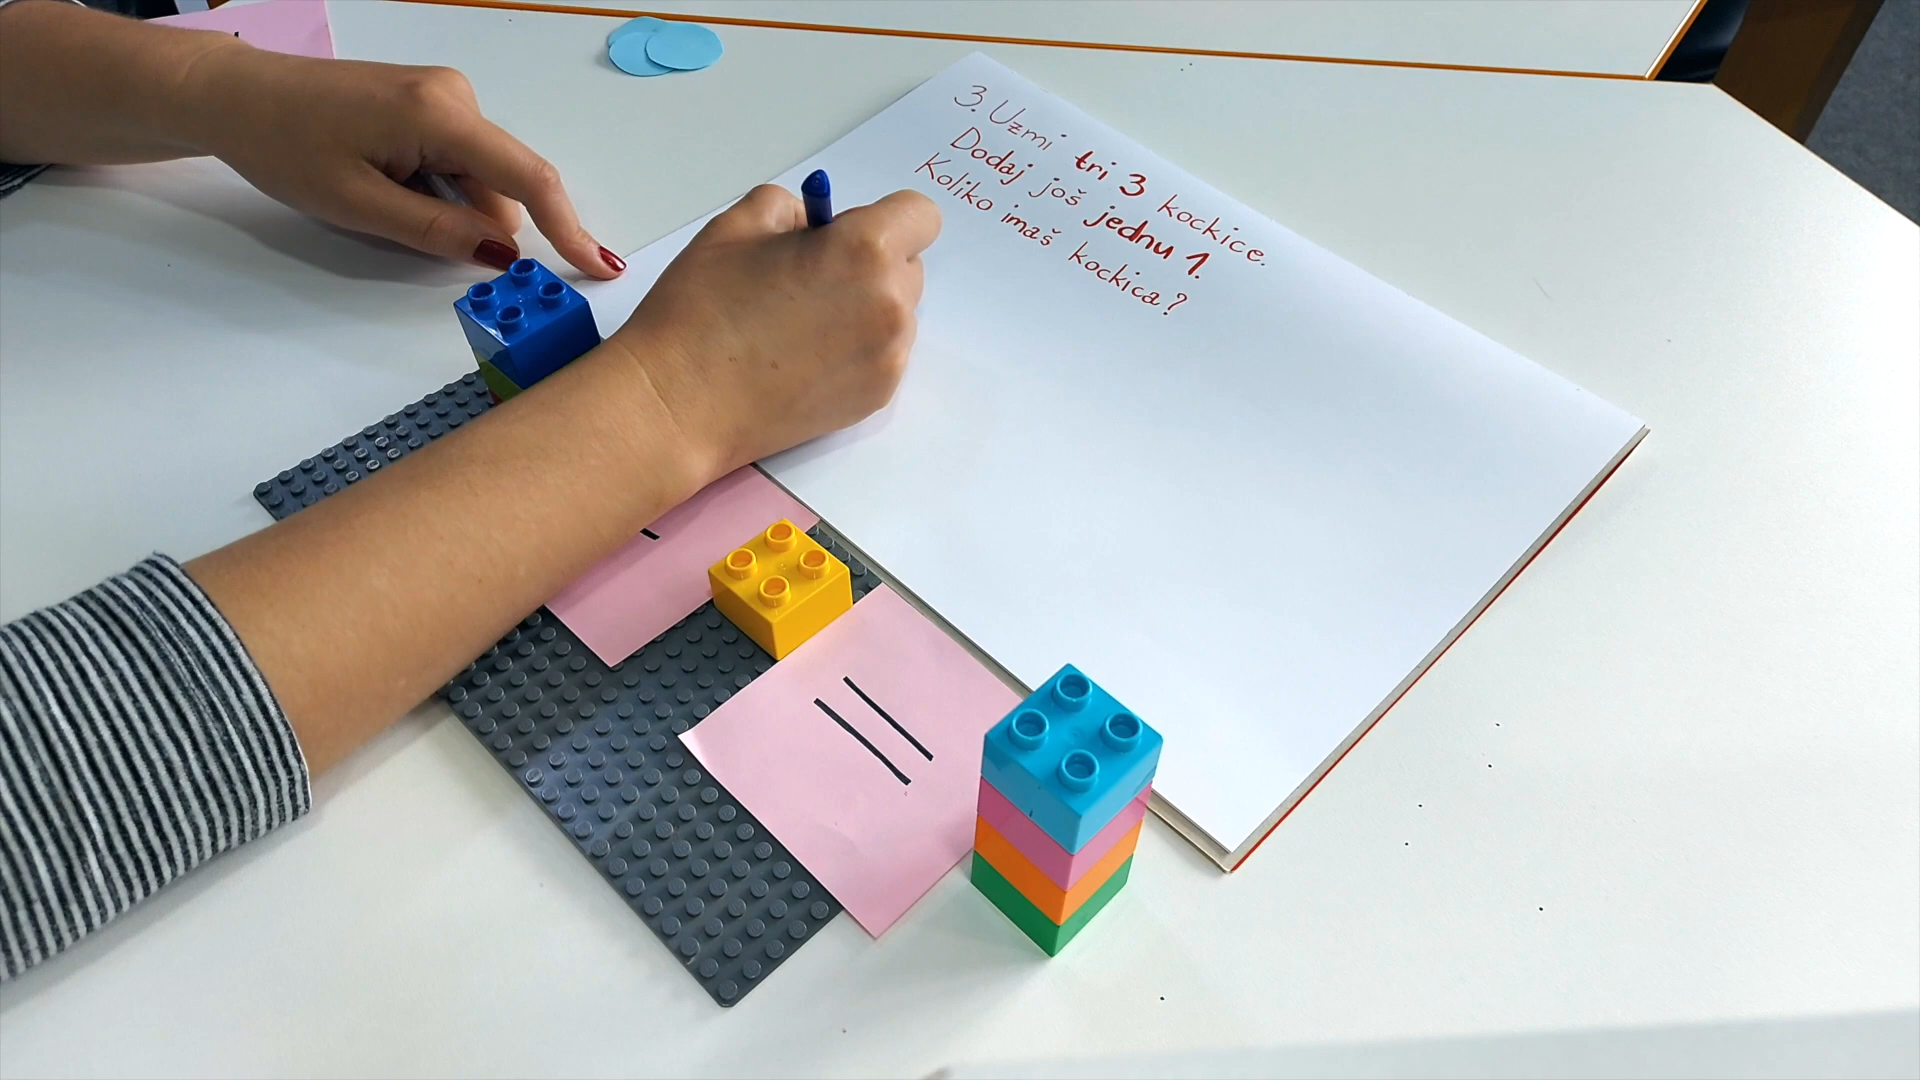 3. Uzmi tri 3 kockice.
Dodaj još jednu 1.
Koliko imaš kockica?
=